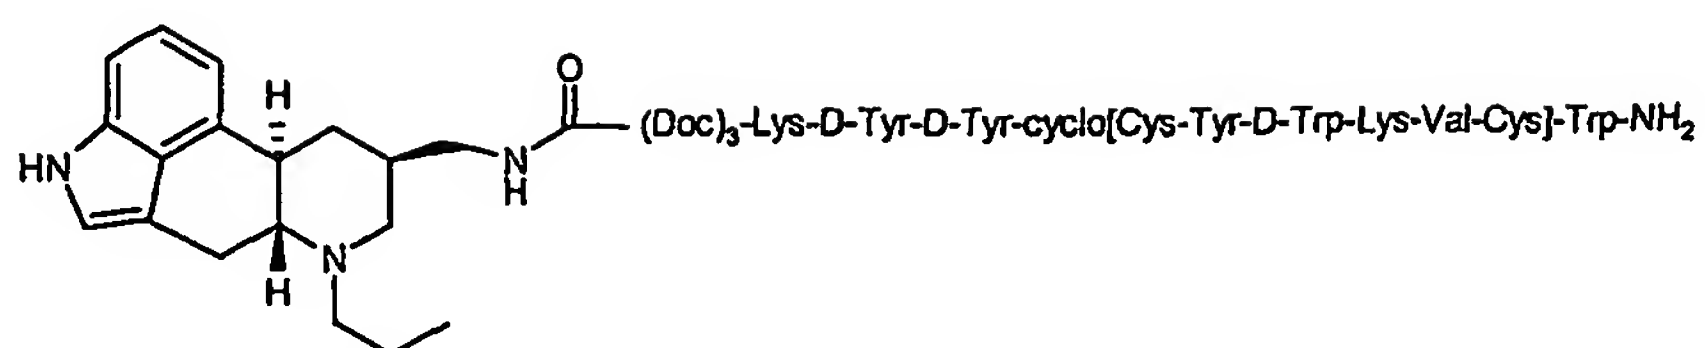 O
H
(Doc)₃-Lys-D-Tyr-D-Tyr-cyclo[Cys-Tyr-D-Trp-Lys-Val-Cys]-Trp-NH₂
HN
N
H
N
H